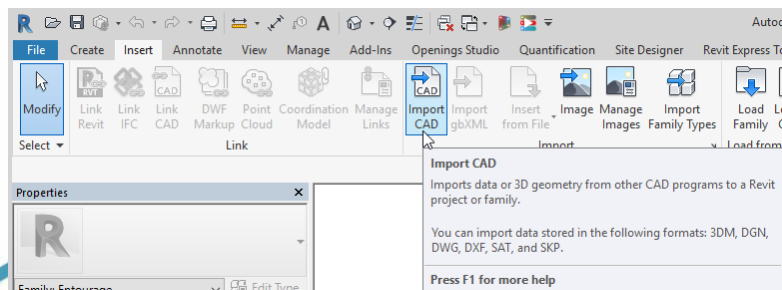 Autoc
File Create Insert Annotate View Manage Add-Ins Openings Studio Quantification Site Designer Revit Express To
Modify Link Revit Link IFC Link CAD DWF Markup Point Cloud Coordination Model Manage Links Import CAD Import gbXML Insert from File Image Manage Images Import Family Types Load Family
Select Link Import Load from
Import CAD
Imports data or 3D geometry from other CAD programs to a Revit
project or family.
You can import data stored in the following formats: 3DM, DGN,
DWG, DXF, SAT, and SKP.
Press F1 for more help
Properties
R
Family: Entourage Edit Type